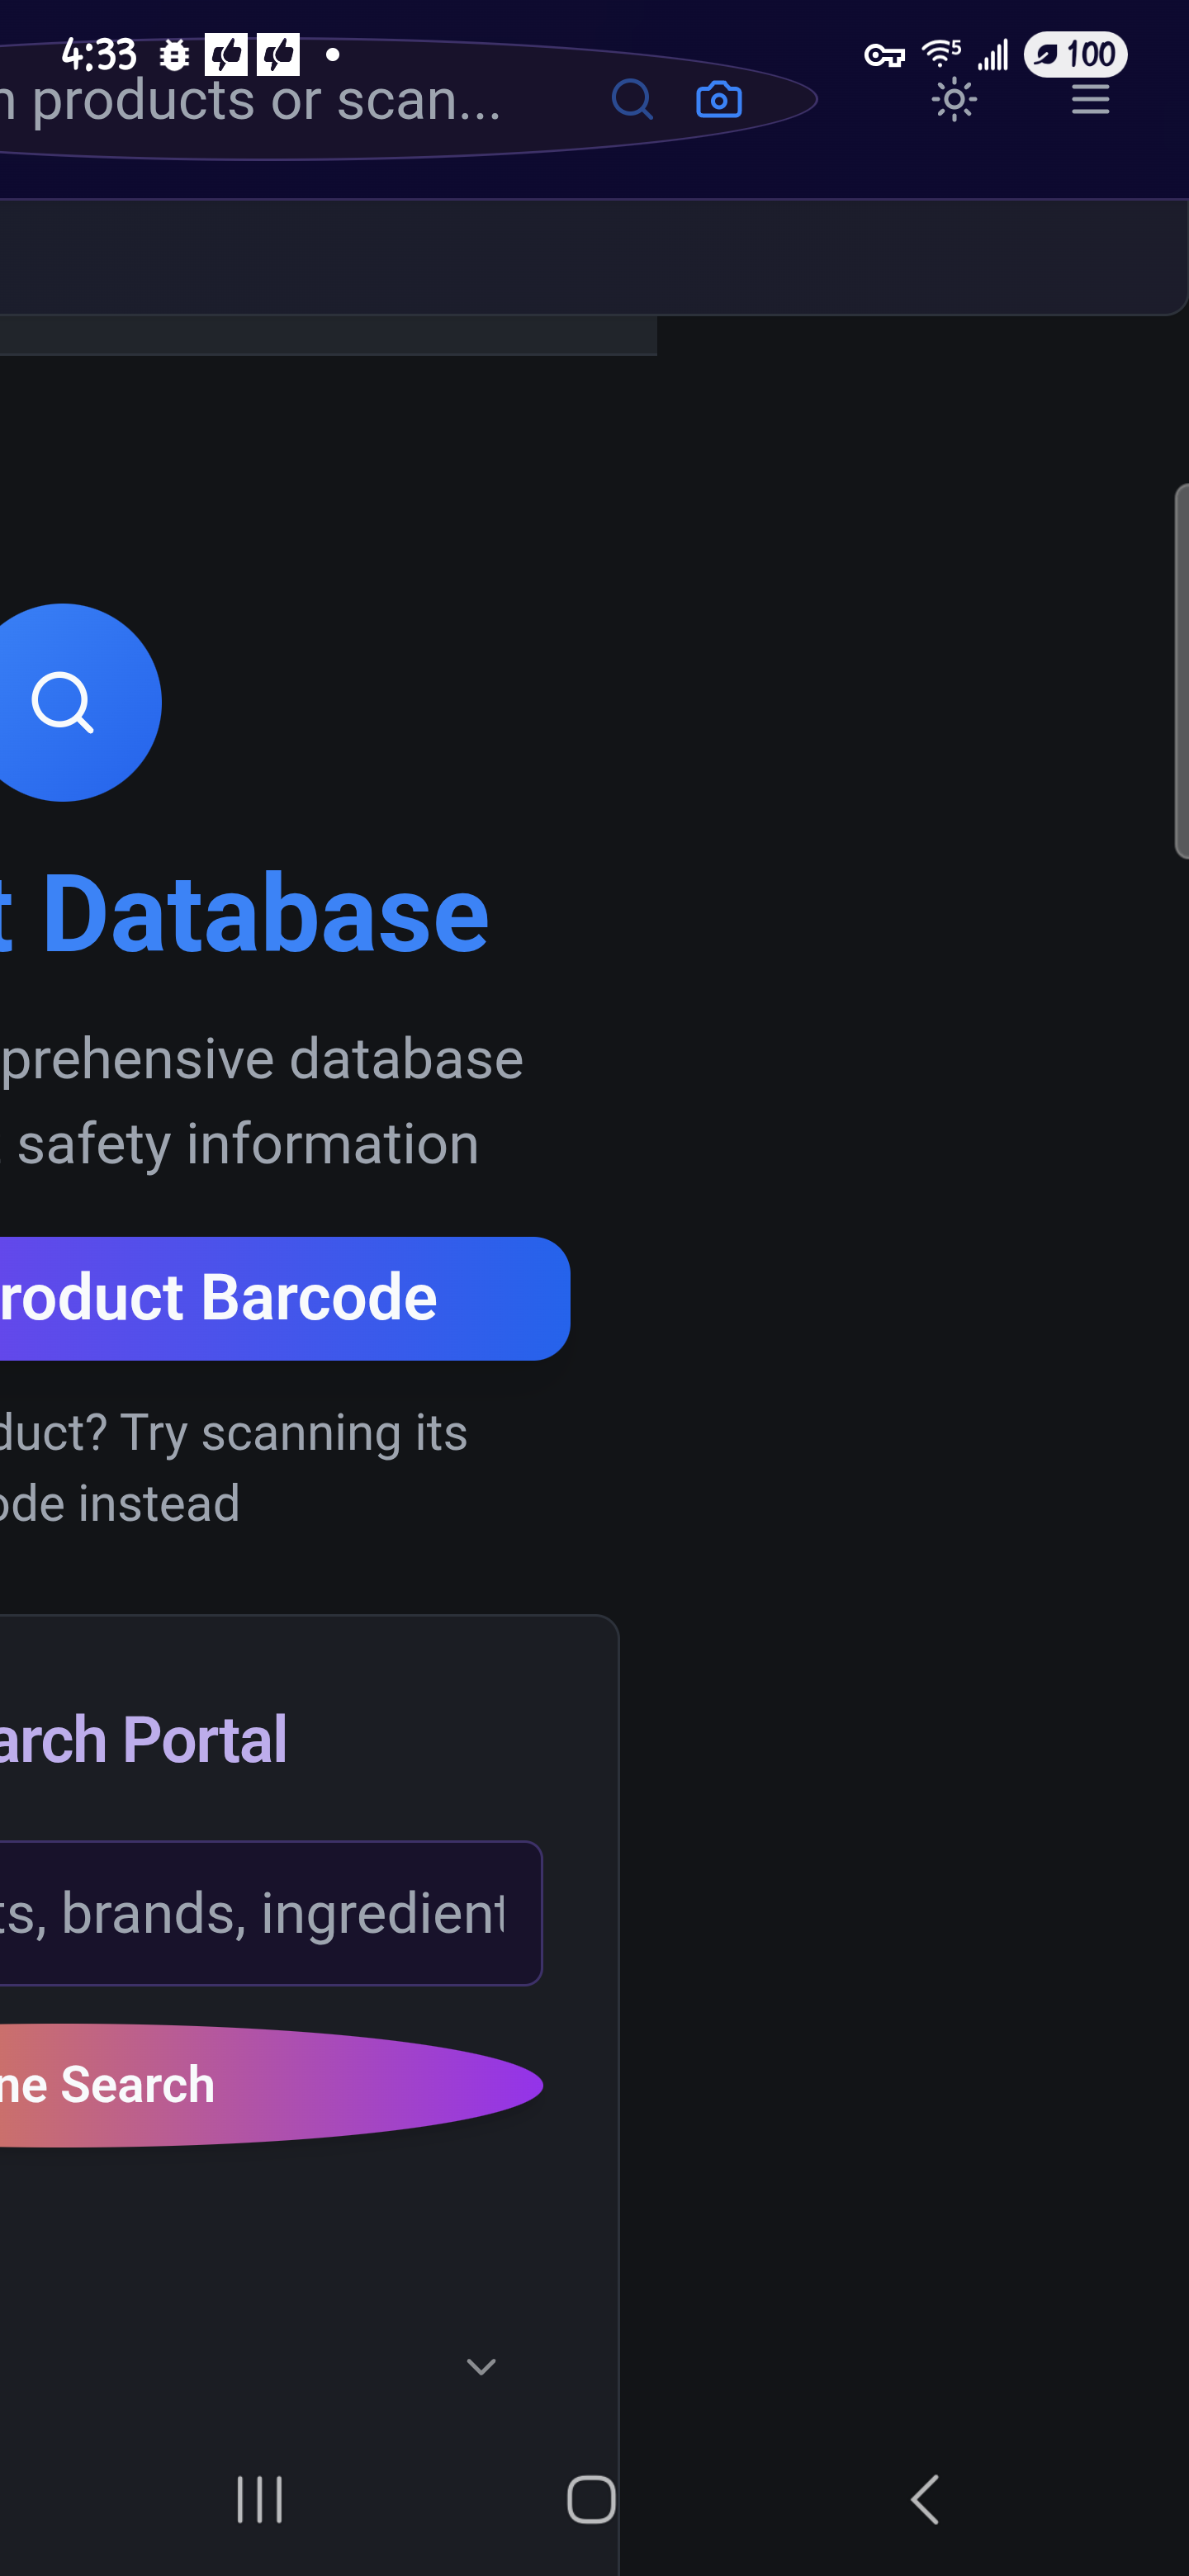 4:33 5 100
n products or scan...
t Database
prehensive database
safety information
roduct Barcode
duct? Try scanning its
ode instead
arch Portal
ts, brands, ingredient
ne Search